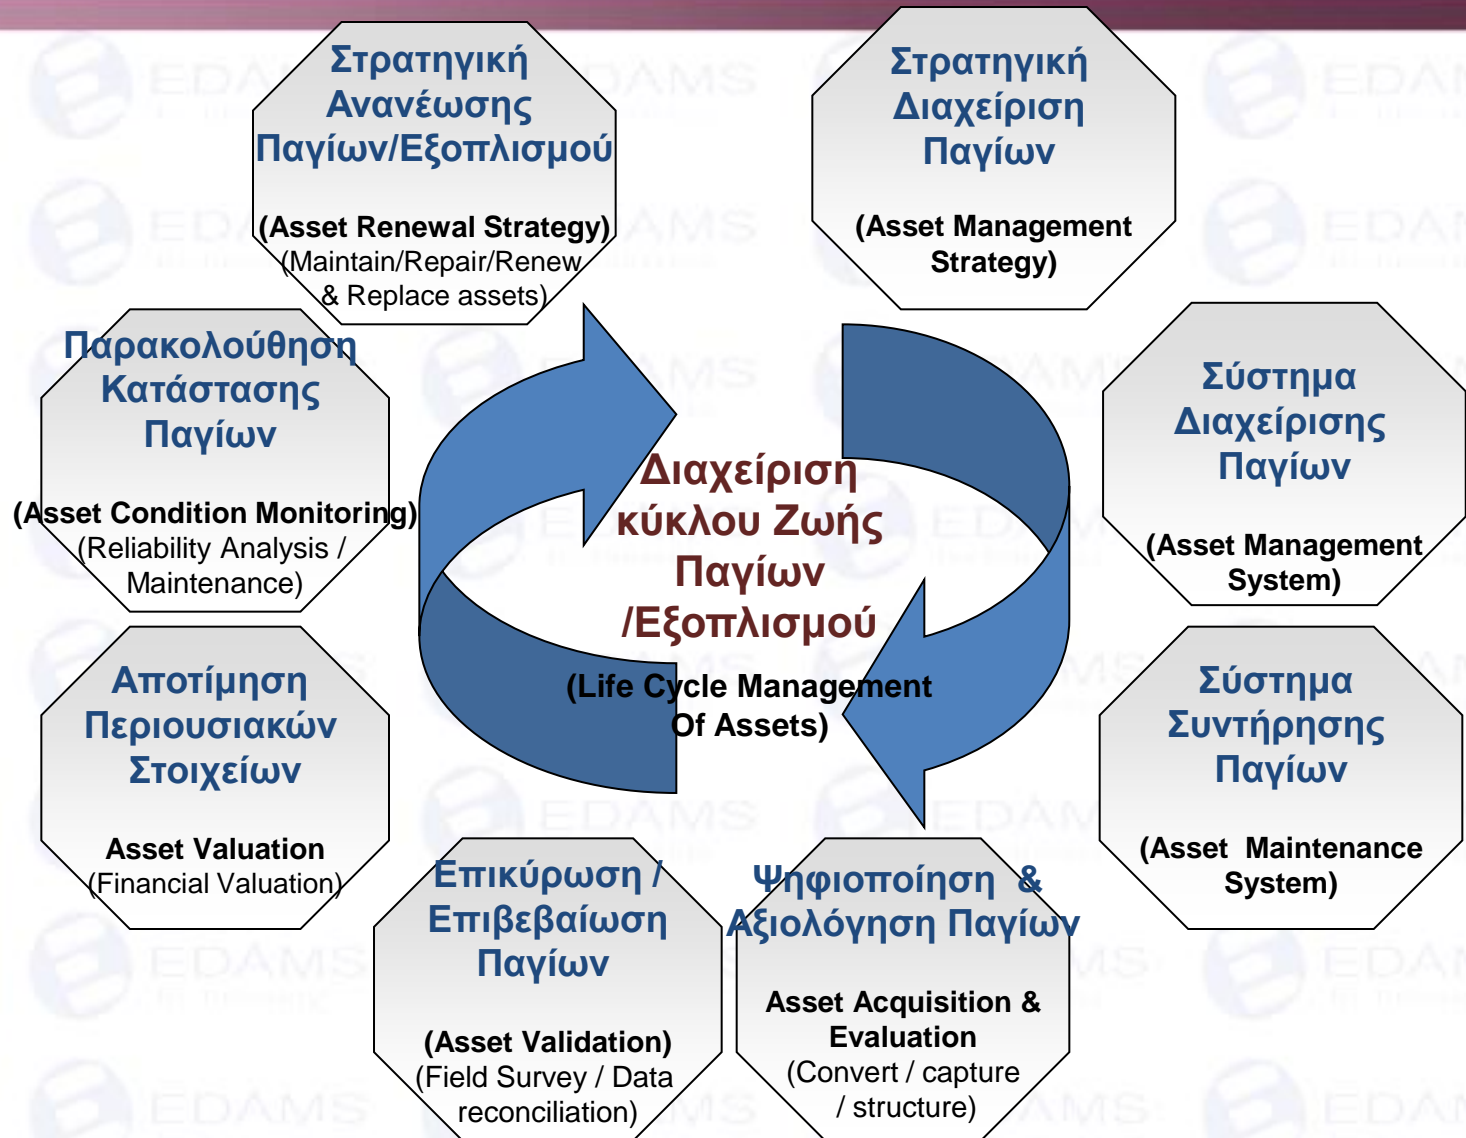 Στρατηγική
Ανανέωσης
Παγίων/Εξοπλισμού
(Asset Renewal Strategy)
(Maintain/Repair/Renew
& Replace assets)
Στρατηγική
Διαχείριση
Παγίων
(Asset Management
Strategy)
Παρακολούθηση
Κατάστασης
Παγίων
(Asset Condition Monitoring)
(Reliability Analysis /
Maintenance)
Σύστημα
Διαχείρισης
Παγίων
(Asset Management
System)
Διαχείριση
κύκλου Ζωής
Παγίων
/Εξοπλισμού
(Life Cycle Management
Of Assets)
Αποτίμηση
Περιουσιακών
Στοιχείων
Asset Valuation
(Financial Valuation)
Σύστημα
Συντήρησης
Παγίων
(Asset Maintenance
System)
Επικύρωση /
Επιβεβαίωση
Παγίων
(Asset Validation)
(Field Survey / Data
reconciliation)
Ψηφιοποίηση &
Αξιολόγηση Παγίων
Asset Acquisition &
Evaluation
(Convert / capture
/ structure)
EDAMS